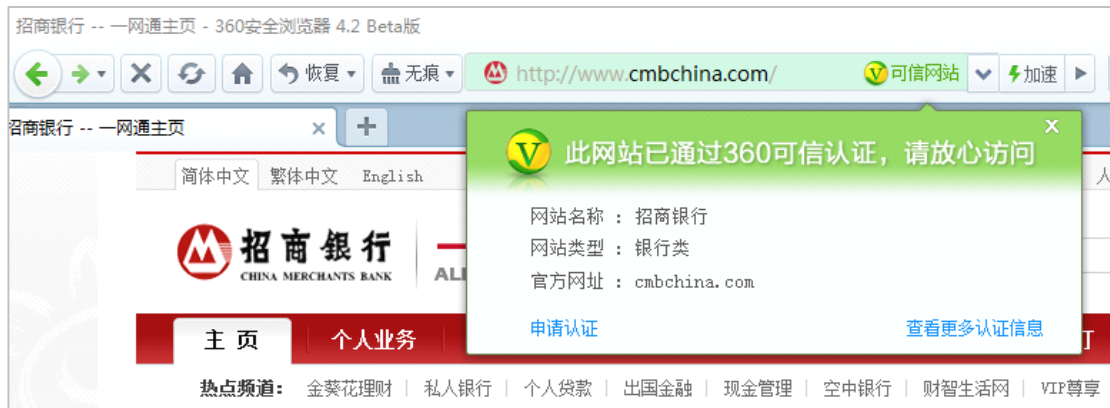 招商银行 -- 一网通主页 - 360安全浏览器 4.2 Beta版
恢复 无痕 http://www.cmbchina.com/ 可信网站 加速
招商银行 -- 一网通主页
此网站已通过360可信认证，请放心访问
简体中文 繁体中文 English 人
网站名称 ： 招商银行
网站类型 ： 银行类
官方网址 ： cmbchina.com
招商银行
CHINA MERCHANTS BANK
申请认证 查看更多认证信息
主 页 个人业务
热点频道： 金葵花理财 | 私人银行 | 个人贷款 | 出国金融 | 现金管理 | 空中银行 | 财智生活网 | VIP尊享